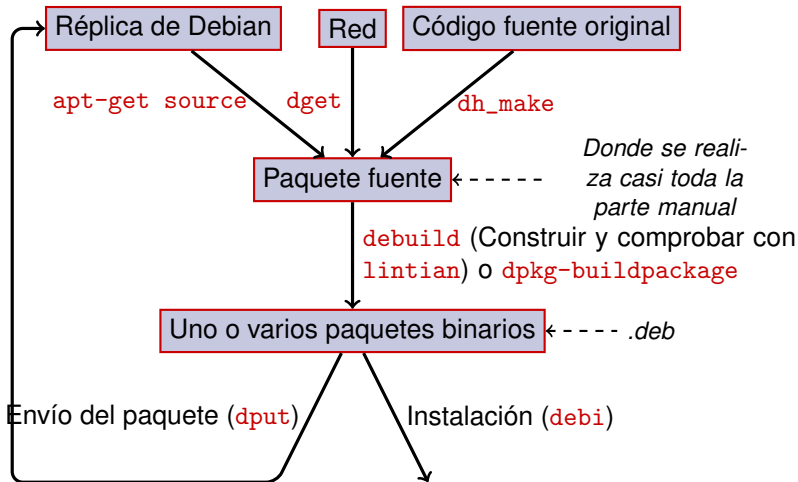 Réplica de Debian
Red
Código fuente original
apt-get source
dget
dh_make
Paquete fuente
Donde se reali-
za casi toda la
parte manual
debuild (Construir y comprobar con
lintian) o dpkg-buildpackage
Uno o varios paquetes binarios
.deb
Envío del paquete (dput)
Instalación (debi)